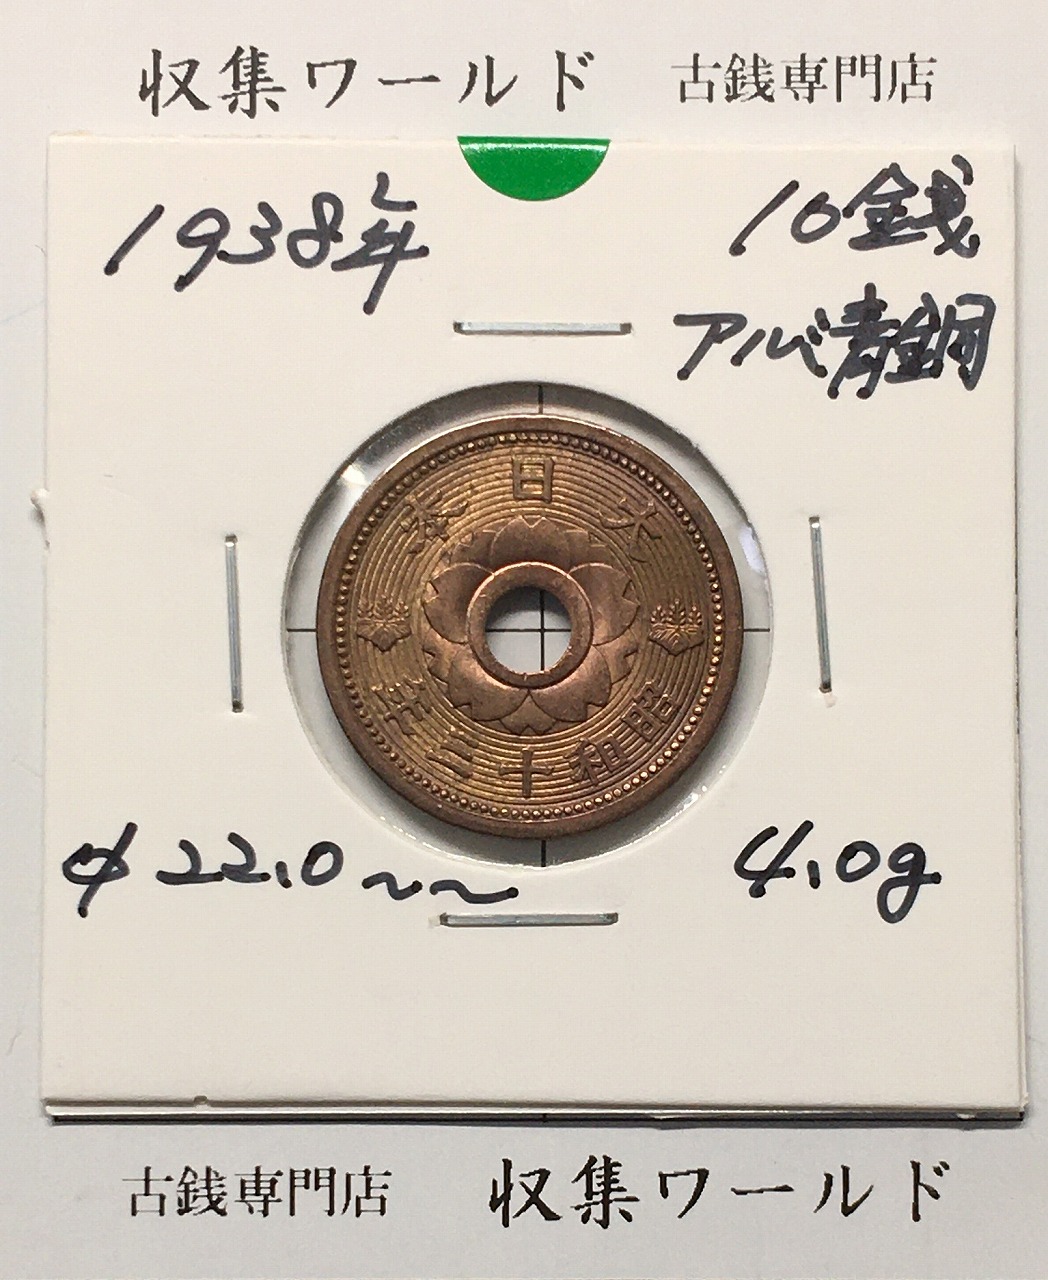 収集ワールド 古銭専門店
1938年 10銭
アルバ青銅
大日本
昭和十三年
φ22.0~~ 4.0g
古銭専門店 収集ワールド